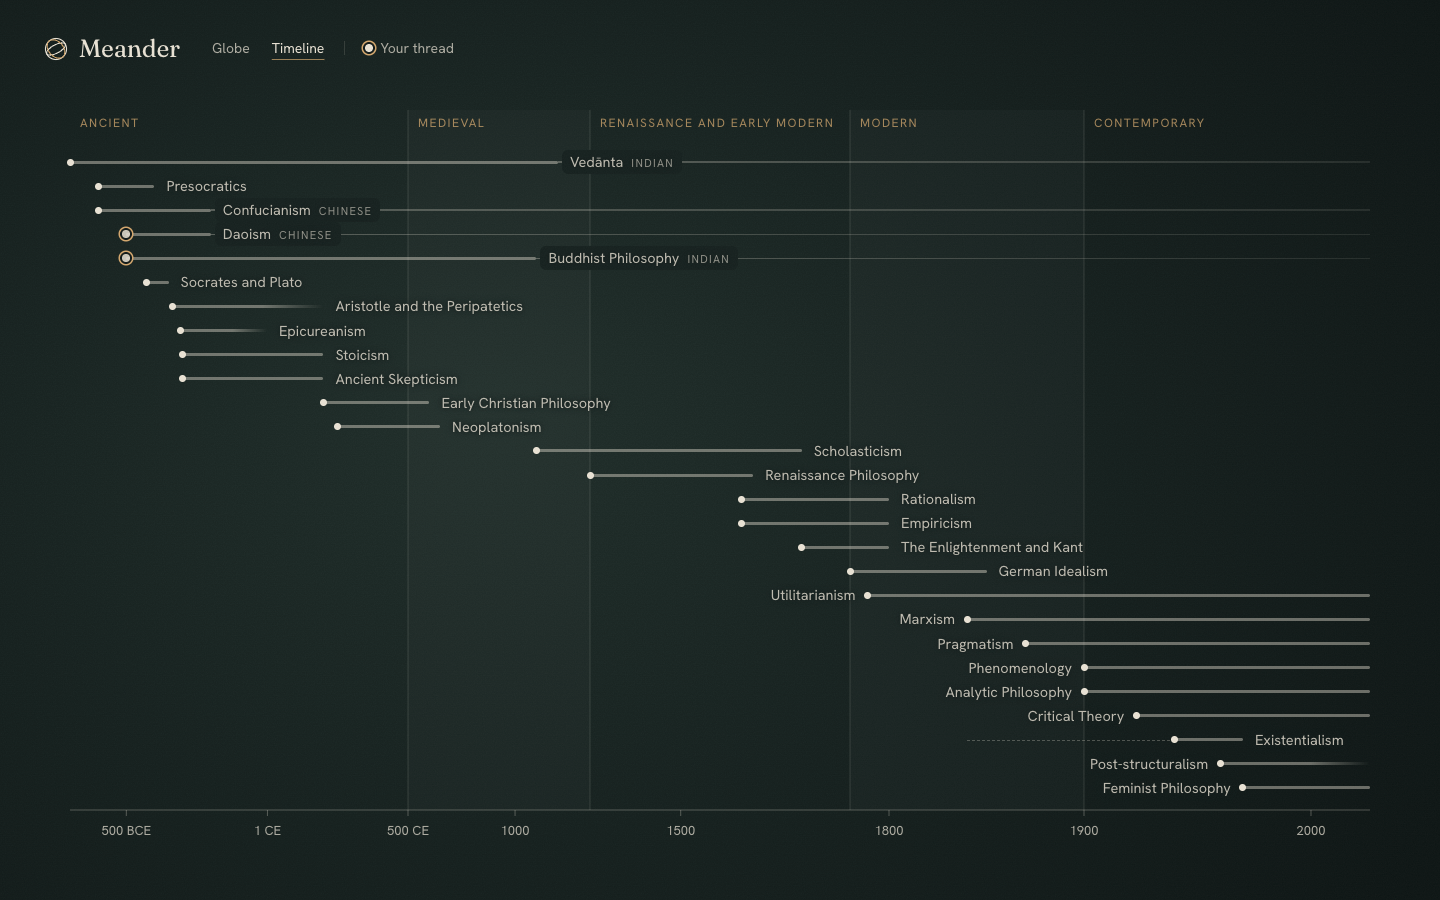 Meander Globe Timeline Your thread
ANCIENT MEDIEVAL RENAISSANCE AND EARLY MODERN MODERN CONTEMPORARY
Vedānta INDIAN
Presocratics
Confucianism CHINESE
Daoism CHINESE
Buddhist Philosophy INDIAN
Socrates and Plato
Aristotle and the Peripatetics
Epicureanism
Stoicism
Ancient Skepticism
Early Christian Philosophy
Neoplatonism
Scholasticism
Renaissance Philosophy
Rationalism
Empiricism
The Enlightenment and Kant
German Idealism
Utilitarianism
Marxism
Pragmatism
Phenomenology
Analytic Philosophy
Critical Theory
Existentialism
Post-structuralism
Feminist Philosophy
500 BCE 1 CE 500 CE 1000 1500 1800 1900 2000